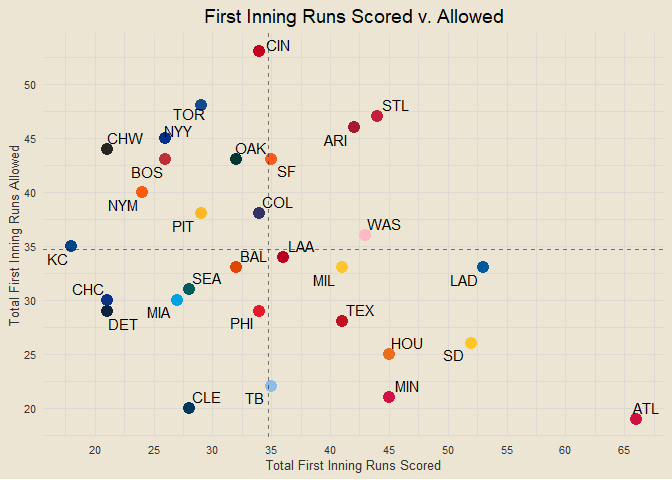 First Inning Runs Scored v. Allowed
CIN
STL
TOR
NYY
ARI
CHW
OAK
BOS
SF
NYM
COL
PIT
WAS
KC
LAA
BAL
SEA
MIL
LAD
CHC
MIA
DET
PHI
TEX
HOU
SD
MIN
CLE
TB
ATL
50
45
40
35
30
25
20
Total First Inning Runs Allowed
20 25 30 35 40 45 50 55 60 65
Total First Inning Runs Scored